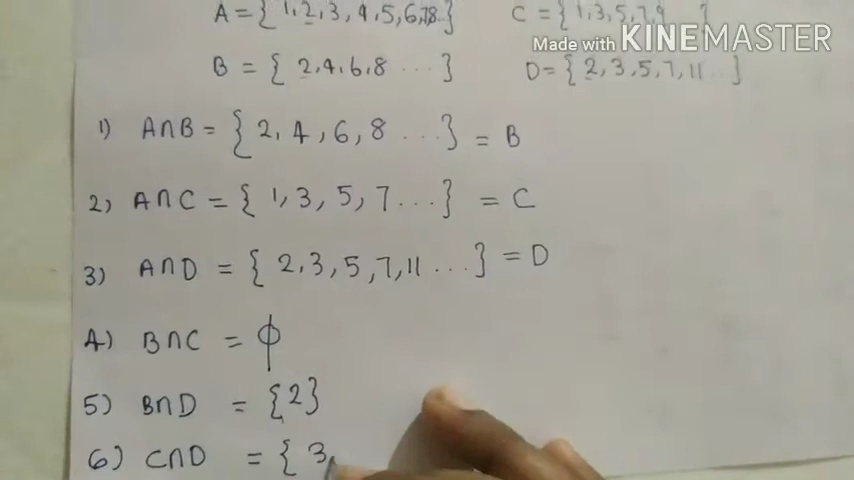 A = { 1, 2, 3, 4, 5, 6, 7,8.. } C = { 1, 3, 5, 7, 9 }
Made with KINEMASTER
B = { 2, 4, 6, 8 ... } D = { 2, 3, 5, 7, 11 ... }
1) A∩B = { 2, 4, 6, 8 ... } = B
2) A∩C = { 1, 3, 5, 7 ... } = C
3) A∩D = { 2, 3, 5, 7, 11 ... } = D
4) B∩C = ϕ
5) B∩D = {2}
6) C∩D = { 3,